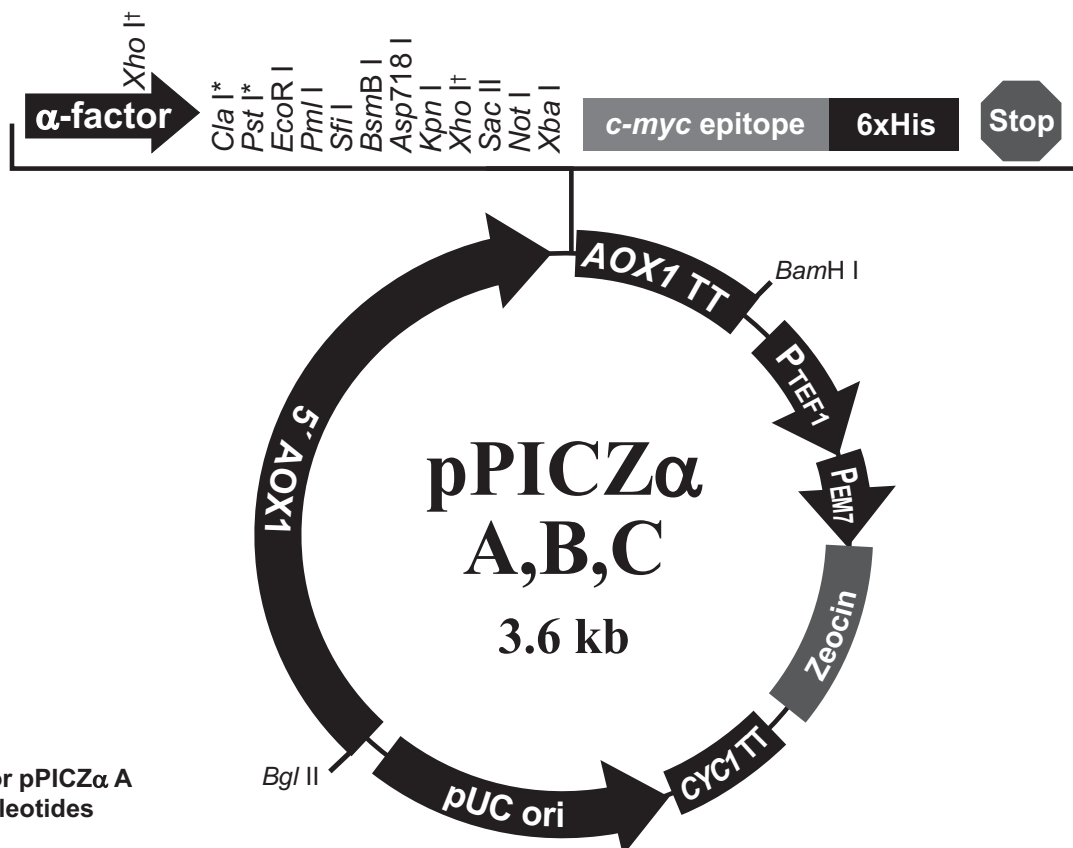 Xho I†
α-factor
Cla I*
Pst I*
EcoR I
Pml I
Sfi I
BsmB I
Asp718 I
Kpn I
Xho I†
Sac II
Not I
Xba I
c-myc epitope
6xHis
Stop
AOX1 TT
BamH I
PTEF1
PEM7
Zeocin
CYC1 TT
pUC ori
Bgl II
5´ AOX1
pPICZα
A,B,C
3.6 kb
pPICZα A